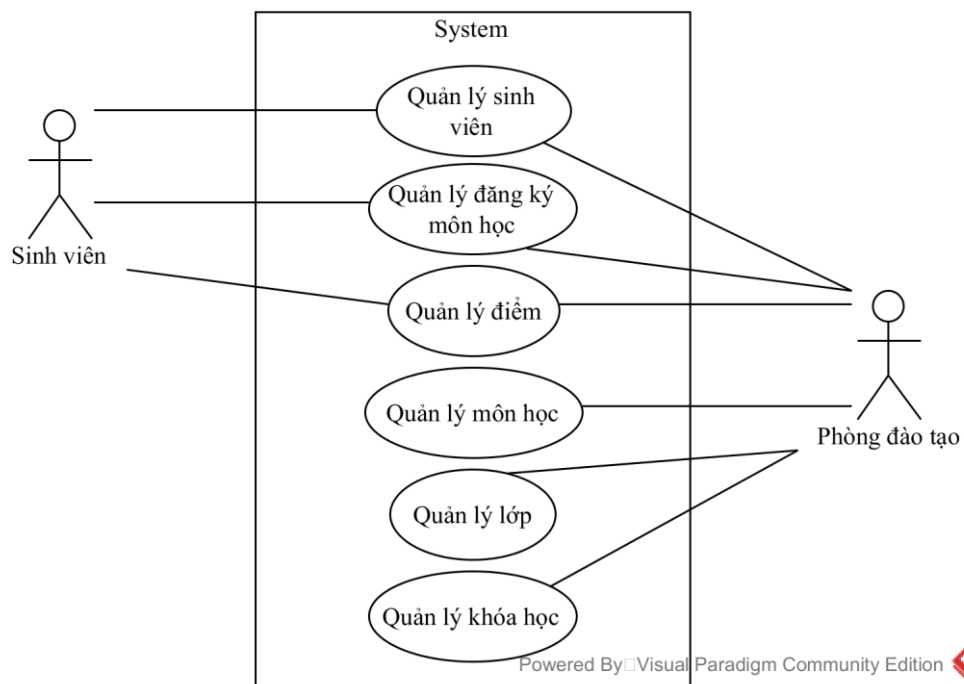 System
Quản lý sinh
viên
Quản lý đăng ký
môn học
Sinh viên
Quản lý điểm
Quản lý môn học
Phòng đào tạo
Quản lý lớp
Quản lý khóa học
Powered By□Visual Paradigm Community Edition